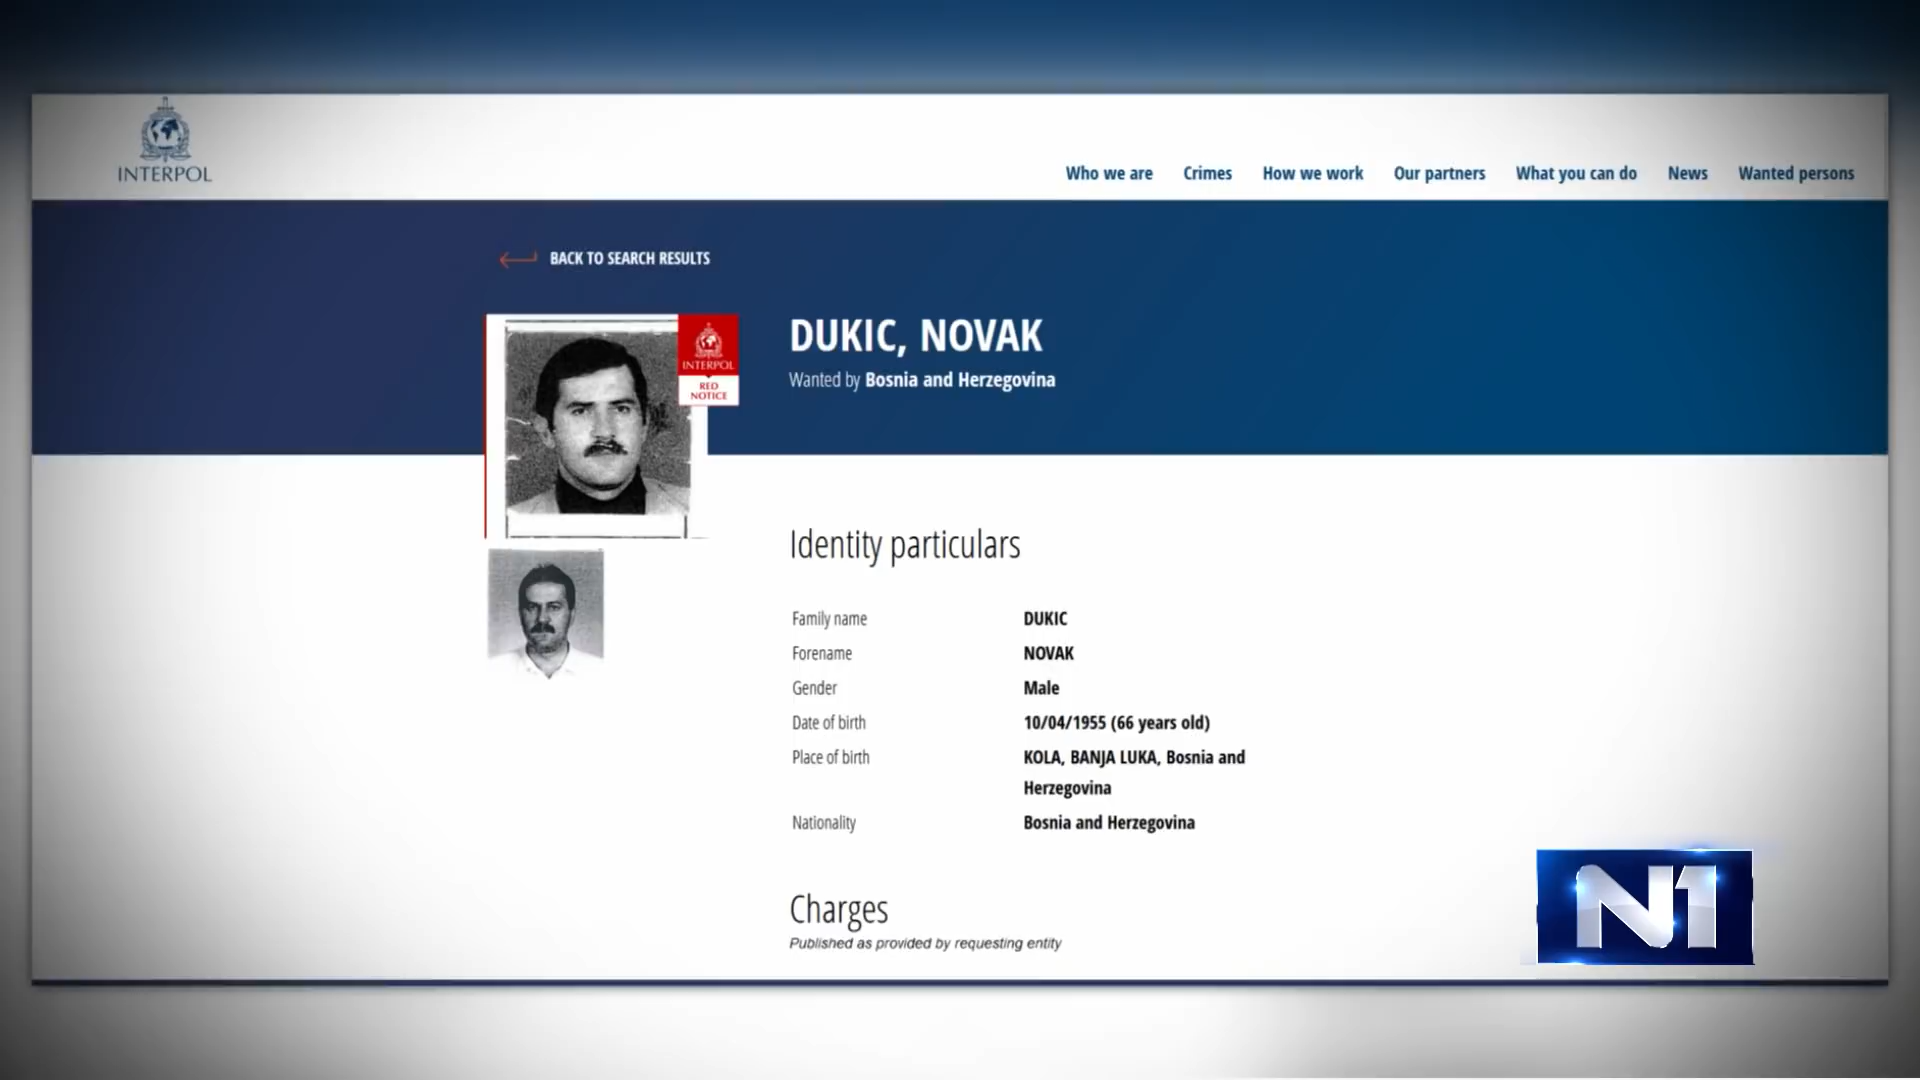 INTERPOL
Who we are Crimes How we work Our partners What you can do News Wanted persons
BACK TO SEARCH RESULTS
INTERPOL
RED
NOTICE
DUKIC, NOVAK
Wanted by Bosnia and Herzegovina
Identity particulars
Family name DUKIC
Forename NOVAK
Gender Male
Date of birth 10/04/1955 (66 years old)
Place of birth KOLA, BANJA LUKA, Bosnia and
Herzegovina
Nationality Bosnia and Herzegovina
Charges
Published as provided by requesting entity
N1